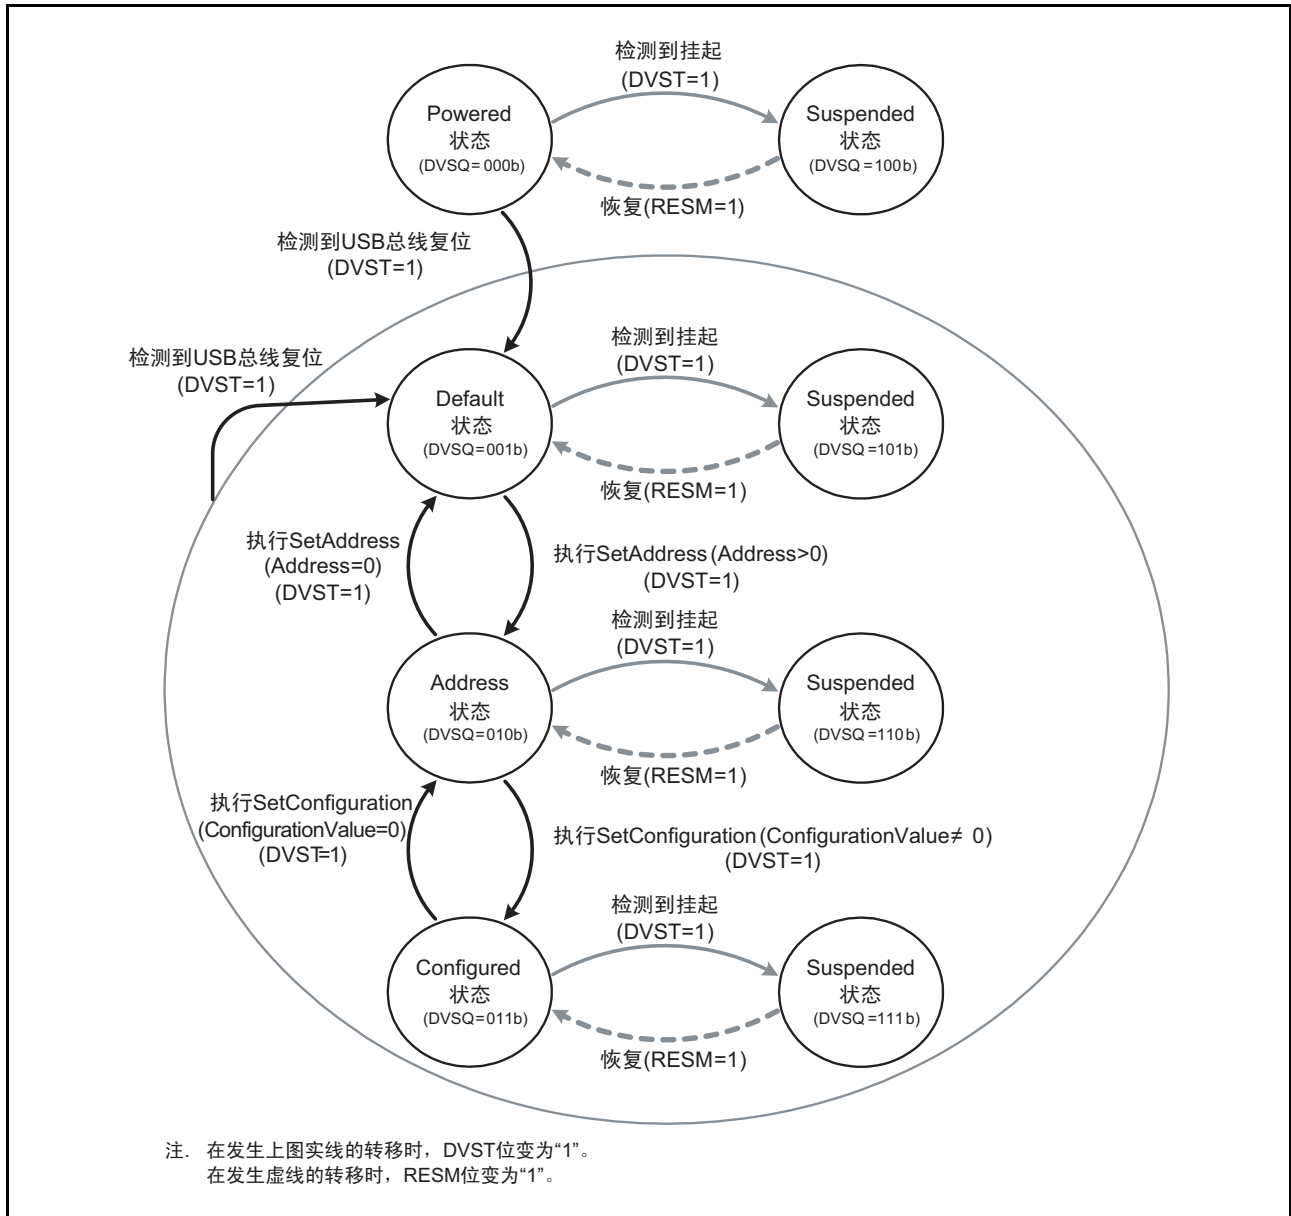 检测到挂起
(DVST=1)
Powered
状态
(DVSQ=000b)
Suspended
状态
(DVSQ=100b)
恢复(RESM=1)
检测到USB总线复位
(DVST=1)
检测到USB总线复位
(DVST=1)
检测到挂起
(DVST=1)
Default
状态
(DVSQ=001b)
Suspended
状态
(DVSQ=101b)
恢复(RESM=1)
执行SetAddress
(Address=0)
(DVST=1)
执行SetAddress (Address>0)
(DVST=1)
检测到挂起
(DVST=1)
Address
状态
(DVSQ=010b)
Suspended
状态
(DVSQ=110b)
恢复(RESM=1)
执行SetConfiguration
(ConfigurationValue=0)
(DVST=1)
执行SetConfiguration (ConfigurationValue≠ 0)
(DVST=1)
检测到挂起
(DVST=1)
Configured
状态
(DVSQ=011b)
Suspended
状态
(DVSQ=111b)
恢复(RESM=1)
注. 在发生上图实线的转移时，DVST位变为“1”。
在发生虚线的转移时，RESM位变为“1”。